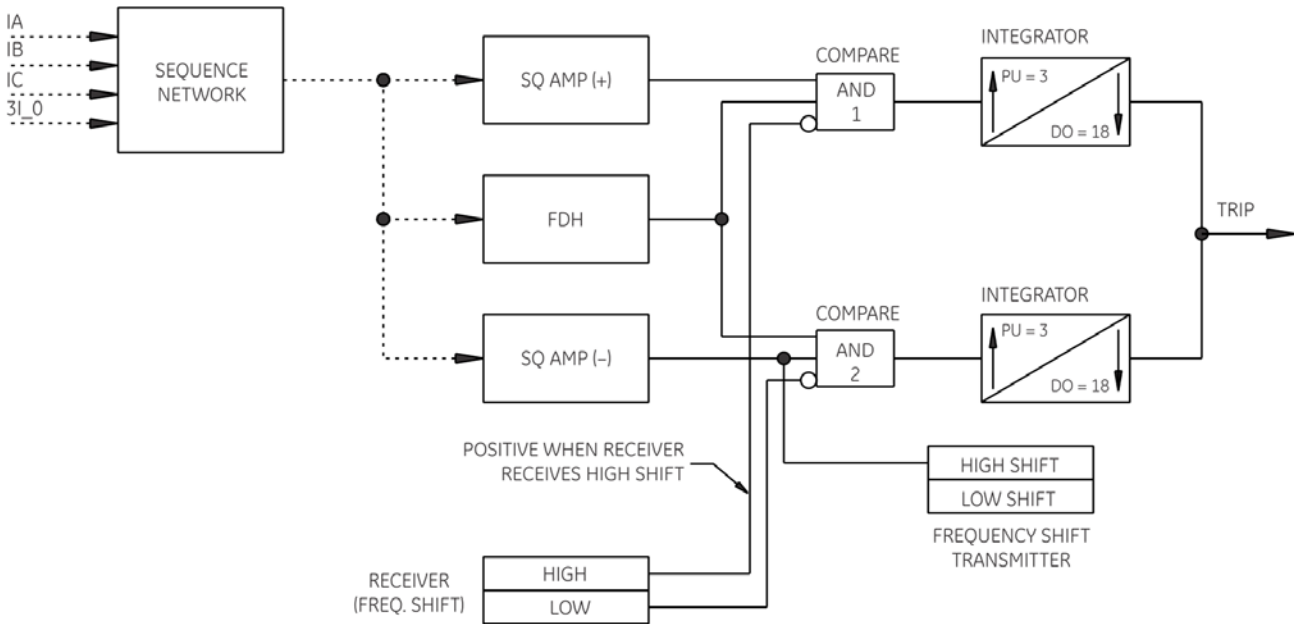 IA
IB
IC
3I_0
SEQUENCE
NETWORK
SQ AMP (+)
COMPARE
AND
1
INTEGRATOR
PU = 3
DO = 18
FDH
TRIP
SQ AMP (–)
COMPARE
AND
2
INTEGRATOR
PU = 3
DO = 18
POSITIVE WHEN RECEIVER
RECEIVES HIGH SHIFT
HIGH SHIFT
LOW SHIFT
FREQUENCY SHIFT
TRANSMITTER
RECEIVER
(FREQ. SHIFT)
HIGH
LOW